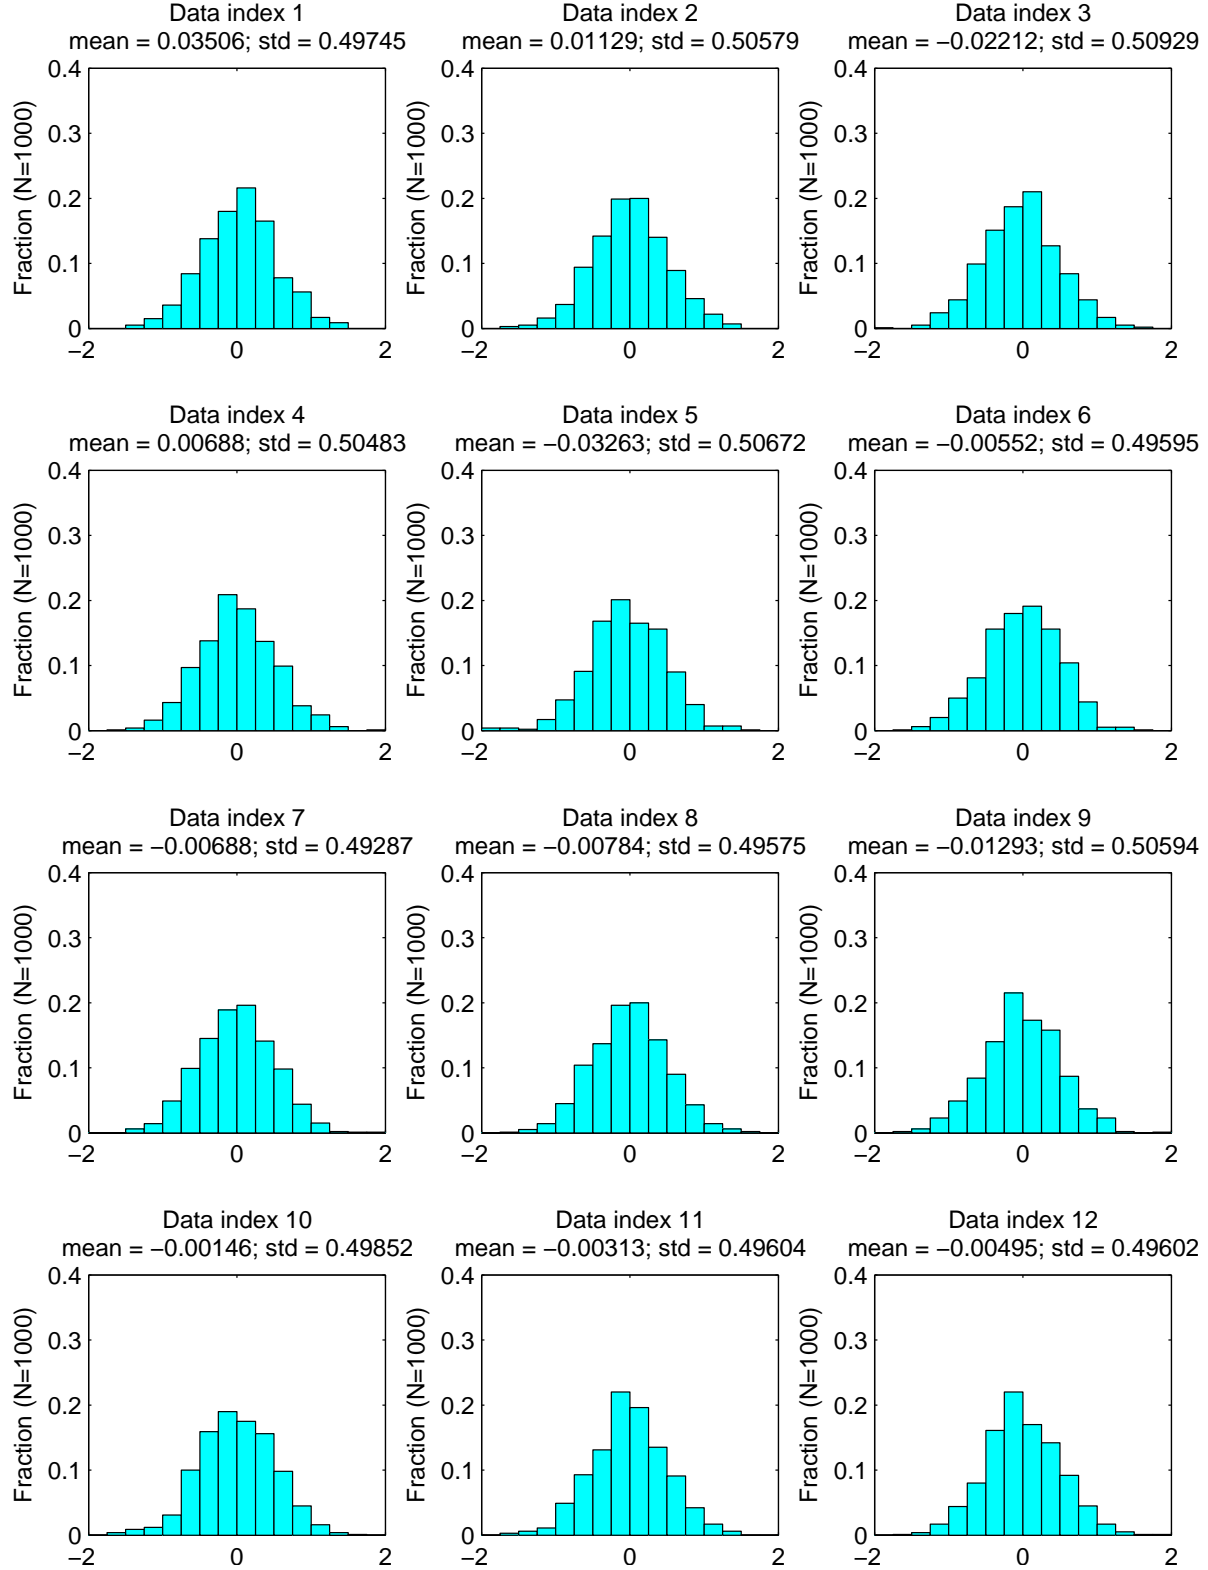 Data index 1
mean = 0.03506; std = 0.49745
0.4
0.3
0.2
0.1
0
−2
0
2
Fraction (N=1000)
Data index 2
mean = 0.01129; std = 0.50579
0.4
0.3
0.2
0.1
0
−2
0
2
Fraction (N=1000)
Data index 3
mean = −0.02212; std = 0.50929
0.4
0.3
0.2
0.1
0
−2
0
2
Fraction (N=1000)
Data index 4
mean = 0.00688; std = 0.50483
0.4
0.3
0.2
0.1
0
−2
0
2
Fraction (N=1000)
Data index 5
mean = −0.03263; std = 0.50672
0.4
0.3
0.2
0.1
0
−2
0
2
Fraction (N=1000)
Data index 6
mean = −0.00552; std = 0.49595
0.4
0.3
0.2
0.1
0
−2
0
2
Fraction (N=1000)
Data index 7
mean = −0.00688; std = 0.49287
0.4
0.3
0.2
0.1
0
−2
0
2
Fraction (N=1000)
Data index 8
mean = −0.00784; std = 0.49575
0.4
0.3
0.2
0.1
0
−2
0
2
Fraction (N=1000)
Data index 9
mean = −0.01293; std = 0.50594
0.4
0.3
0.2
0.1
0
−2
0
2
Fraction (N=1000)
Data index 10
mean = −0.00146; std = 0.49852
0.4
0.3
0.2
0.1
0
−2
0
2
Fraction (N=1000)
Data index 11
mean = −0.00313; std = 0.49604
0.4
0.3
0.2
0.1
0
−2
0
2
Fraction (N=1000)
Data index 12
mean = −0.00495; std = 0.49602
0.4
0.3
0.2
0.1
0
−2
0
2
Fraction (N=1000)